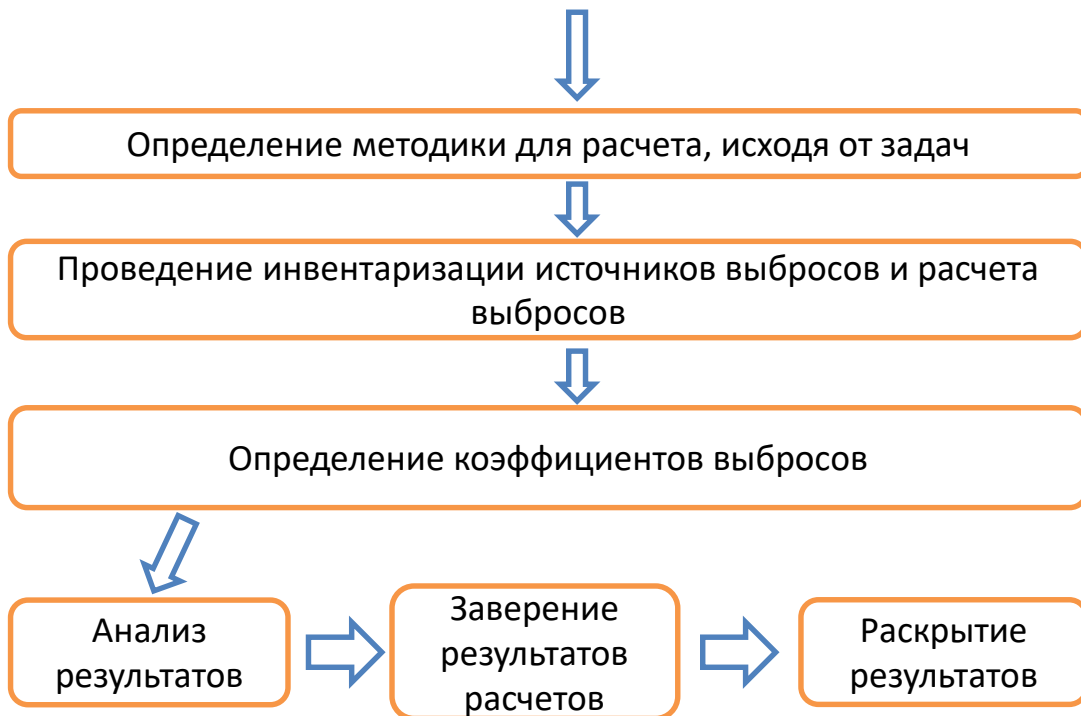 Определение методики для расчета, исходя от задач
Проведение инвентаризации источников выбросов и расчета
выбросов
Определение коэффициентов выбросов
Анализ
результатов
Заверение
результатов
расчетов
Раскрытие
результатов